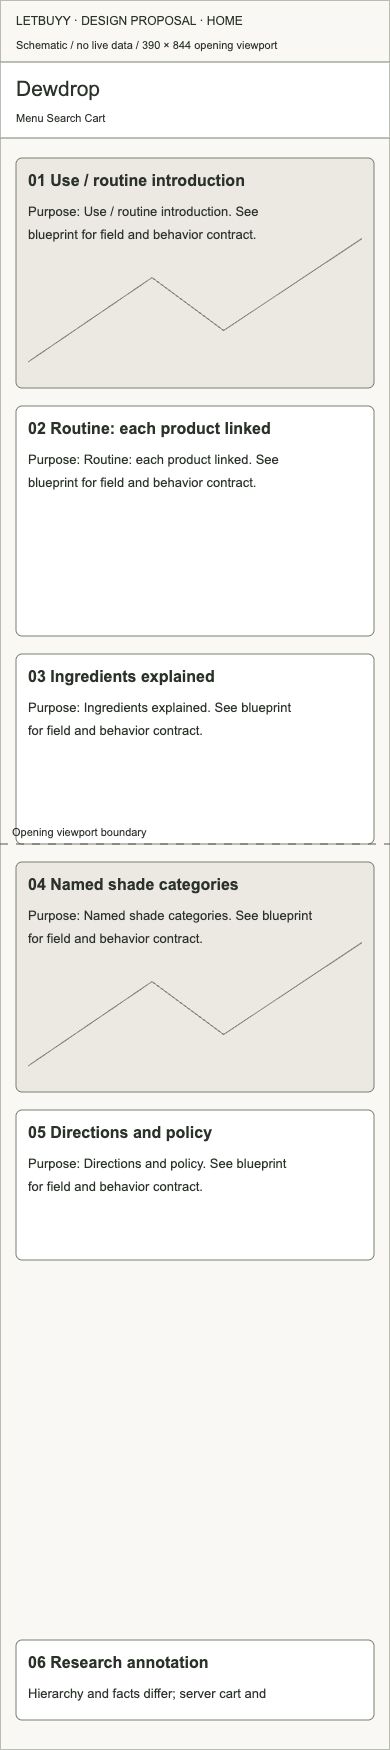 LETBUYY · DESIGN PROPOSAL · HOME
Schematic / no live data / 390 × 844 opening viewport
Dewdrop
Menu Search Cart
01 Use / routine introduction
Purpose: Use / routine introduction. See
blueprint for field and behavior contract.
02 Routine: each product linked
Purpose: Routine: each product linked. See
blueprint for field and behavior contract.
03 Ingredients explained
Purpose: Ingredients explained. See blueprint
for field and behavior contract.
Opening viewport boundary
04 Named shade categories
Purpose: Named shade categories. See blueprint
for field and behavior contract.
05 Directions and policy
Purpose: Directions and policy. See blueprint
for field and behavior contract.
06 Research annotation
Hierarchy and facts differ; server cart and